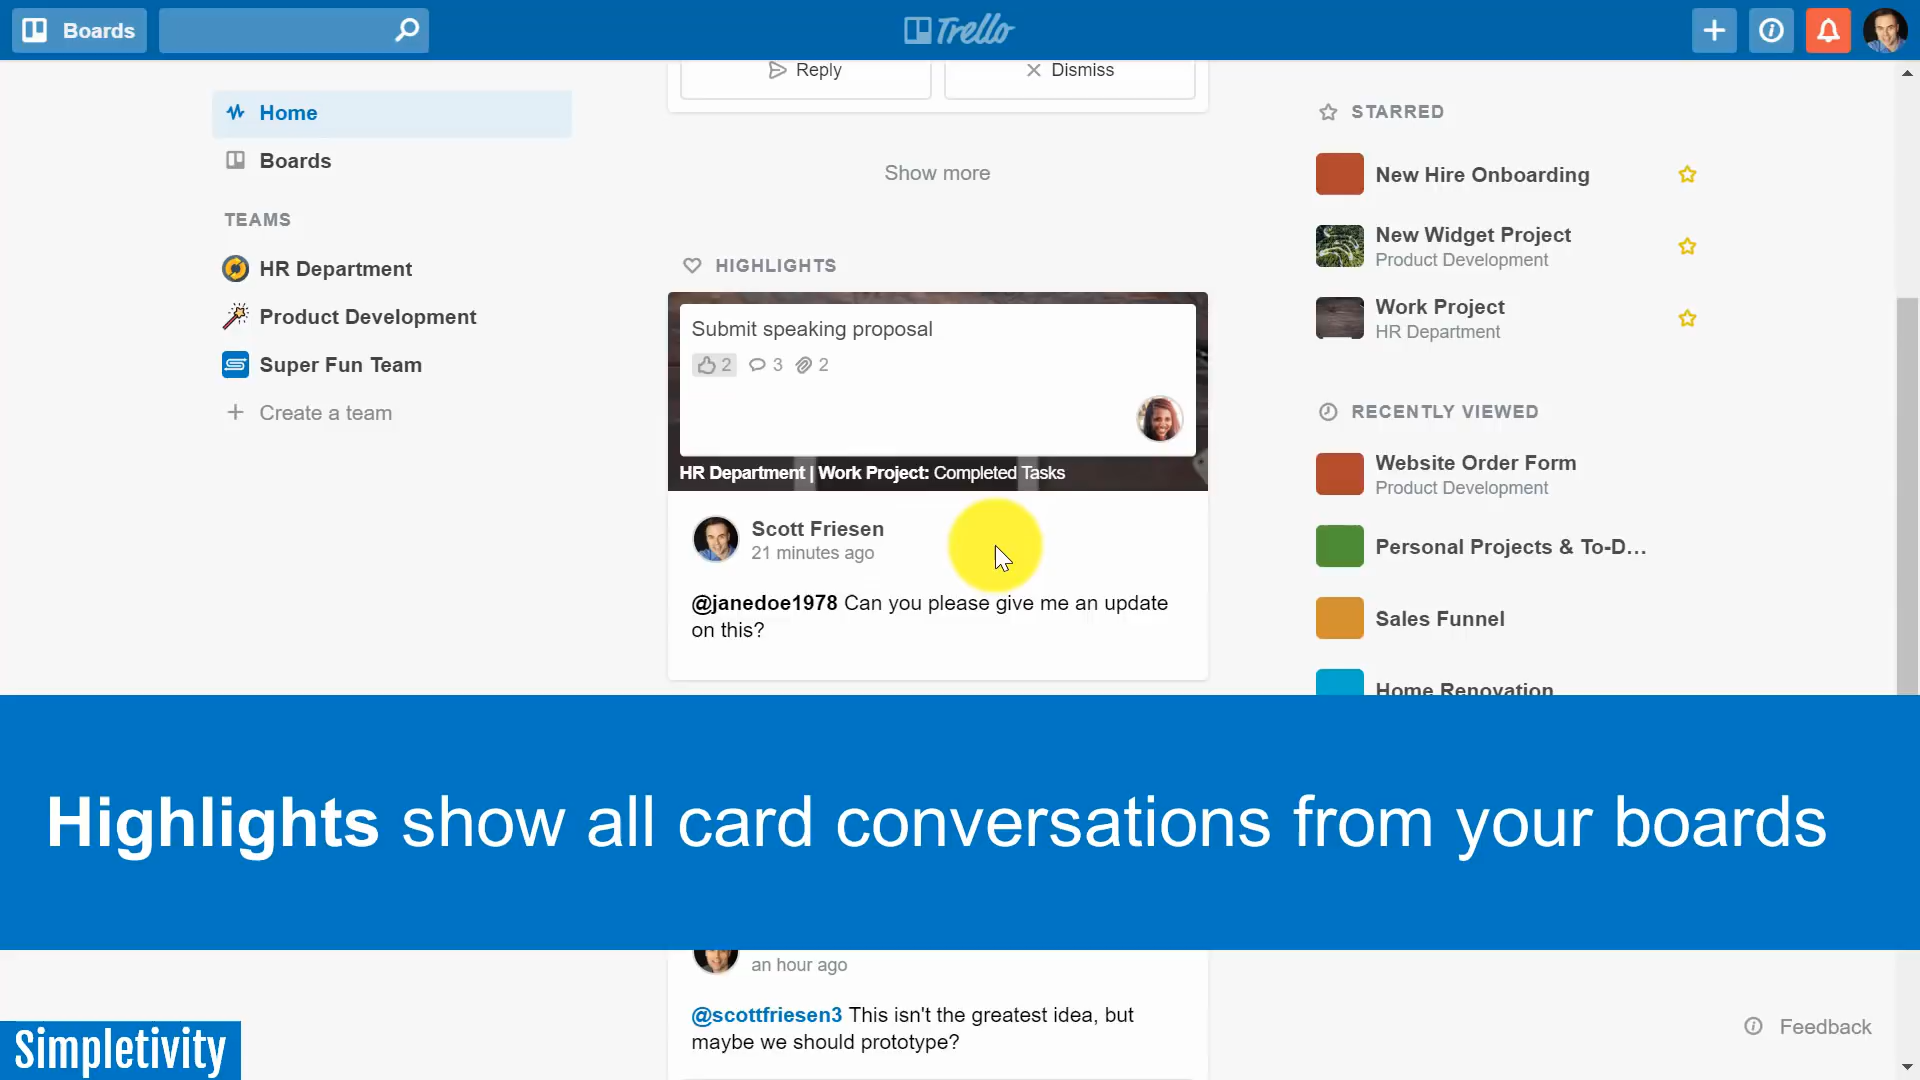 Boards
Trello
Reply
Dismiss
Home
Boards
TEAMS
HR Department
Product Development
Super Fun Team
Create a team
Show more
HIGHLIGHTS
Submit speaking proposal
2 3 2
HR Department | Work Project: Completed Tasks
Scott Friesen
21 minutes ago
@janedoe1978 Can you please give me an update
on this?
STARRED
New Hire Onboarding
New Widget Project
Product Development
Work Project
HR Department
RECENTLY VIEWED
Website Order Form
Product Development
Personal Projects & To-D...
Sales Funnel
Home Renovation
Highlights show all card conversations from your boards
an hour ago
@scottfriesen3 This isn't the greatest idea, but
maybe we should prototype?
Feedback
Simpletivity